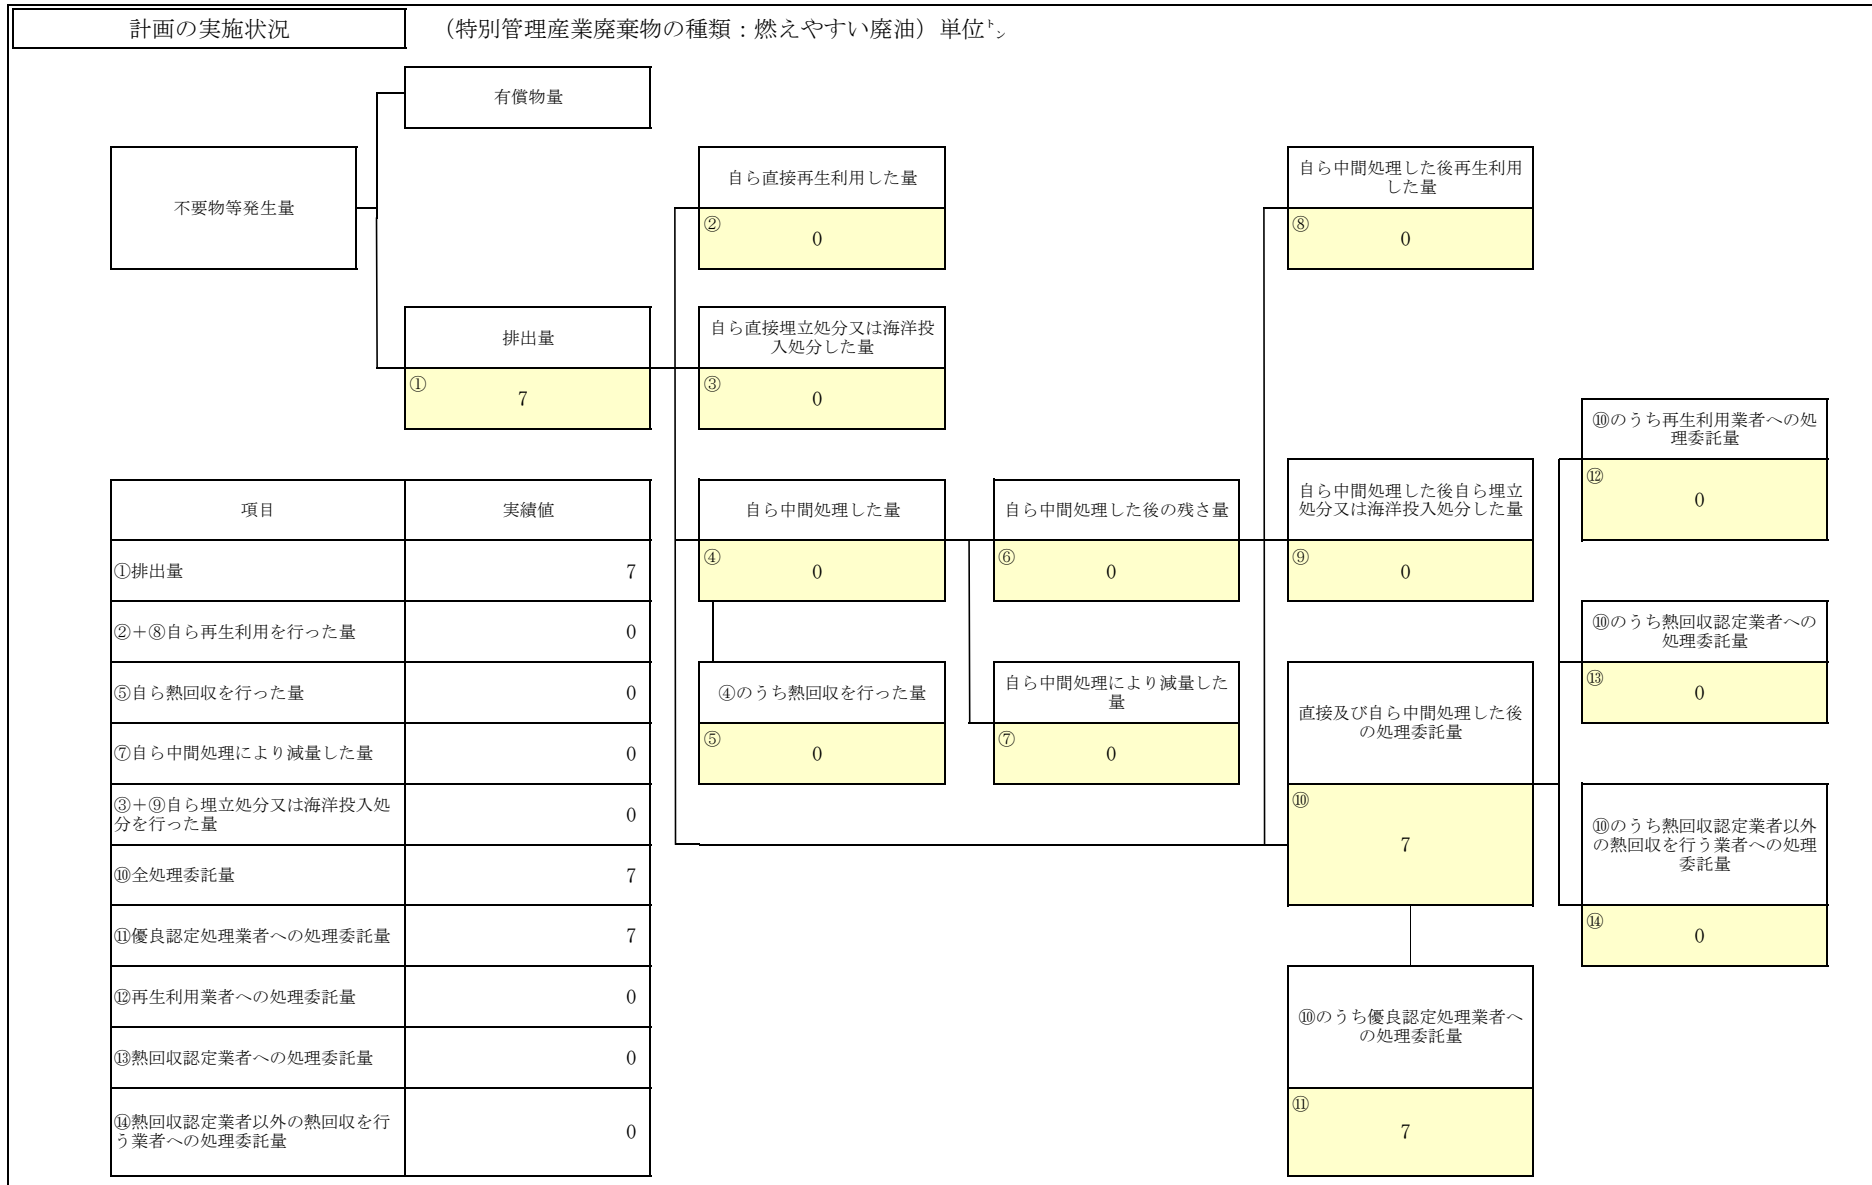 計画の実施状況
（特別管理産業廃棄物の種類：燃えやすい廃油）単位㌧
有償物量
不要物等発生量
自ら直接再生利用した量
②
0
自ら中間処理した後再生利用
した量
⑧
0
排出量
①
7
自ら直接埋立処分又は海洋投
入処分した量
③
0
⑩のうち再生利用業者への処
理委託量
⑫
0
自ら中間処理した量
④
0
自ら中間処理した後の残さ量
⑥
0
自ら中間処理した後自ら埋立
処分又は海洋投入処分した量
⑨
0
⑩のうち熱回収認定業者への
処理委託量
⑬
0
④のうち熱回収を行った量
⑤
0
自ら中間処理により減量した
量
⑦
0
直接及び自ら中間処理した後
の処理委託量
⑩
7
⑩のうち熱回収認定業者以外
の熱回収を行う業者への処理
委託量
⑭
0
⑩のうち優良認定処理業者へ
の処理委託量
⑪
7
項目 実績値
①排出量 7
②＋⑧自ら再生利用を行った量 0
⑤自ら熱回収を行った量 0
⑦自ら中間処理により減量した量 0
③＋⑨自ら埋立処分又は海洋投入処
分を行った量 0
⑩全処理委託量 7
⑪優良認定処理業者への処理委託量 7
⑫再生利用業者への処理委託量 0
⑬熱回収認定業者への処理委託量 0
⑭熱回収認定業者以外の熱回収を行
う業者への処理委託量 0